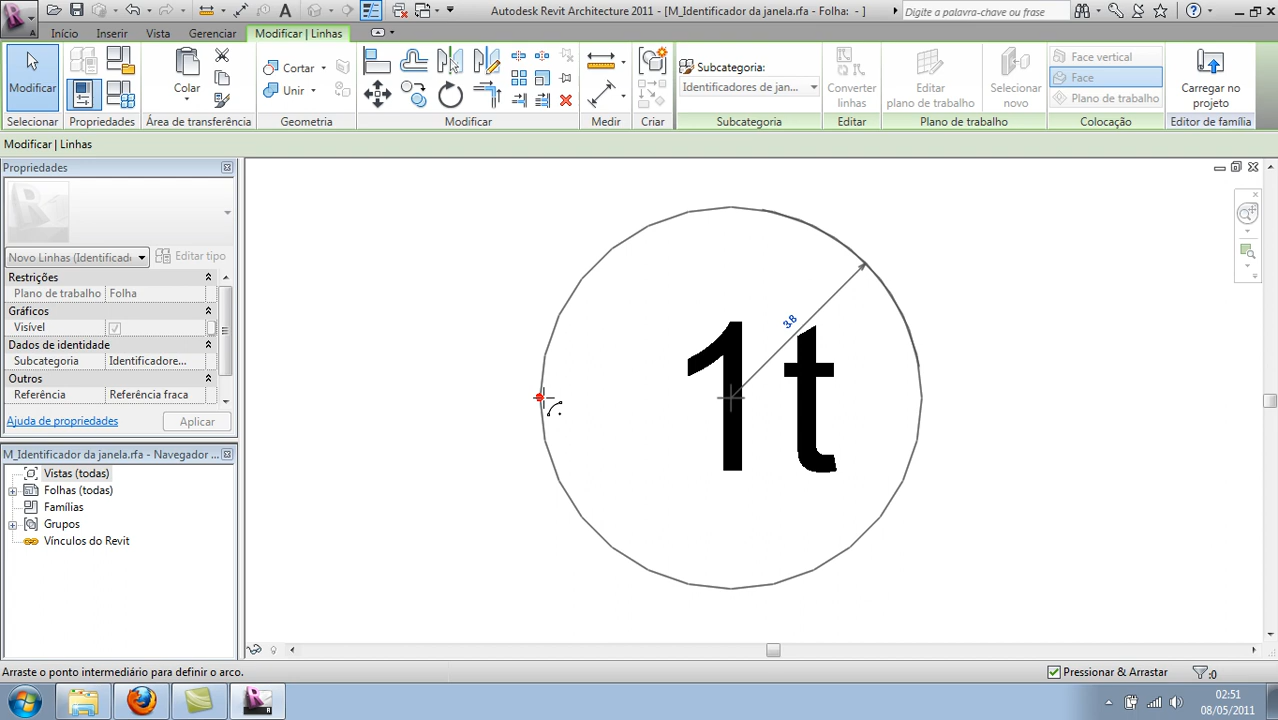 Autodesk Revit Architecture 2011 - [M_Identificador da janela.rfa - Folha: - ]
Digite a palavra-chave ou frase
Início Inserir Vista Gerenciar Modificar | Linhas
Modificar
Colar
Cortar
Unir
Subcategoria:
Identificadores de jan...
Converter linhas
Editar plano de trabalho
Selecionar novo
Face vertical
Face
Plano de trabalho
Carregar no projeto
Selecionar Propriedades Área de transferência Geometria Modificar Medir Criar Subcategoria Editar Plano de trabalho Colocação Editor de família
Modificar | Linhas
Propriedades
Novo Linhas (Identificad
Editar tipo
Restrições
Plano de trabalho Folha
Gráficos
Visível
Dados de identidade
Subcategoria Identificadore...
Outros
Referência Referência fraca
Ajuda de propriedades Aplicar
M_Identificador da janela.rfa - Navegador ...
Vistas (todas)
Folhas (todas)
Famílias
Grupos
Vínculos do Revit
3.8
1t
Arraste o ponto intermediário para definir o arco.
Pressionar & Arrastar
:0
02:51
08/05/2011